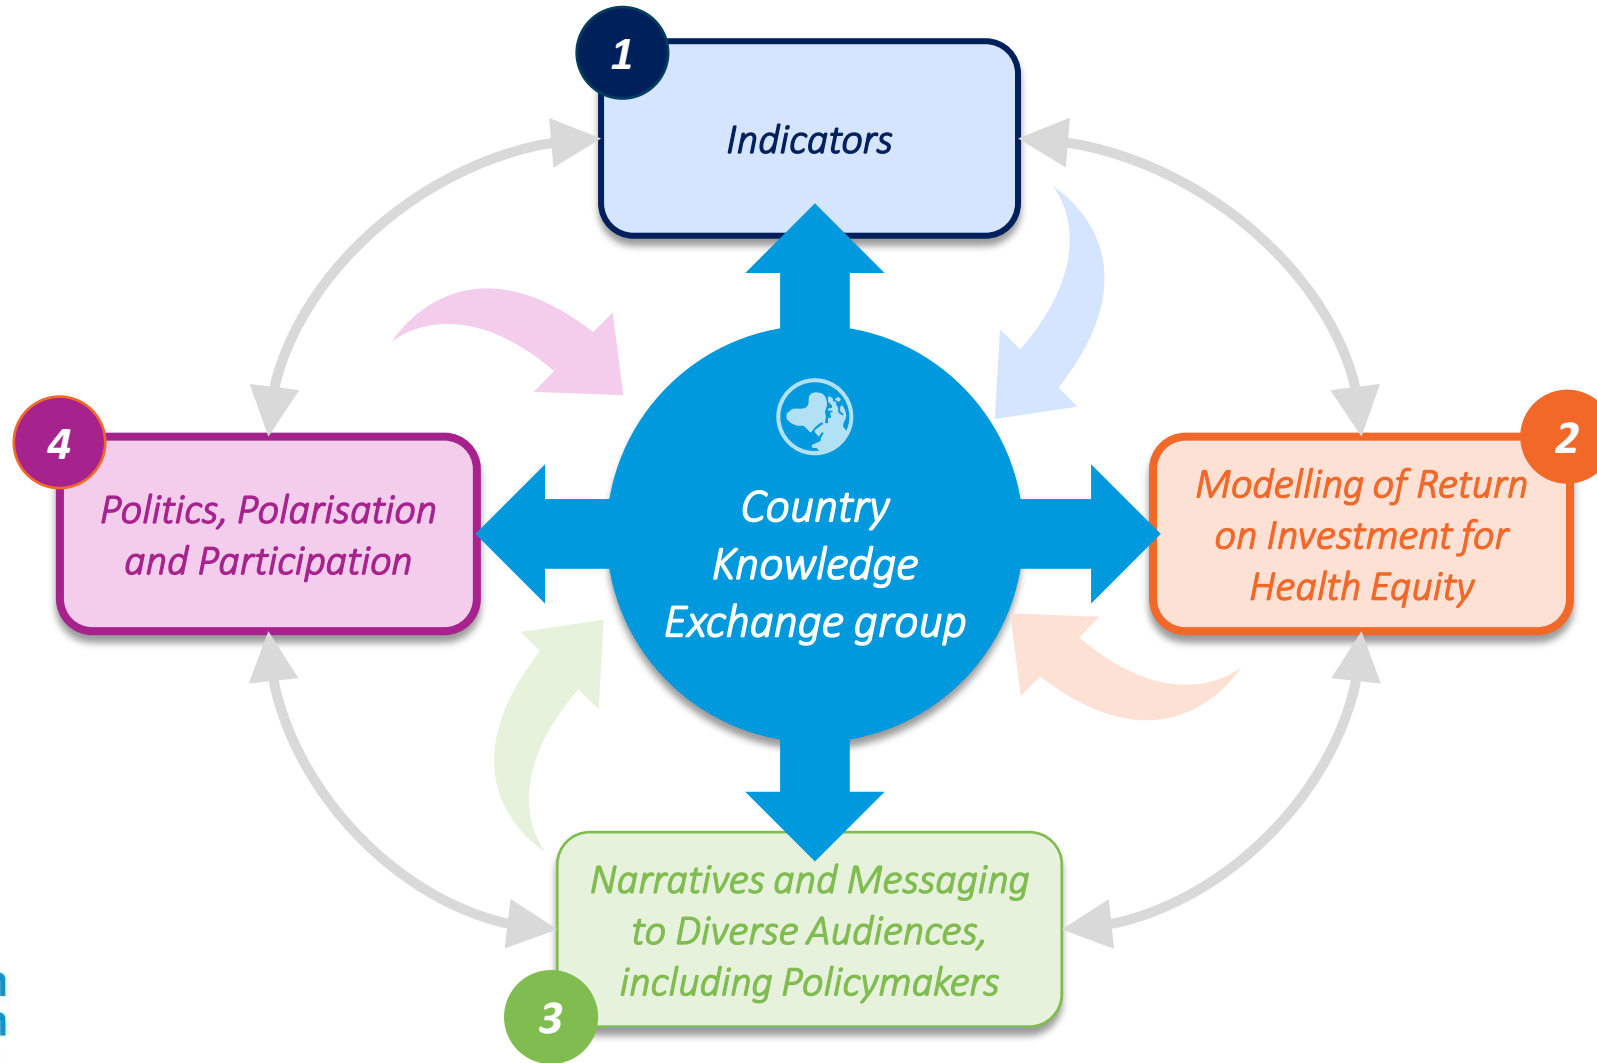 1
Indicators
2
Modelling of Return
on Investment for
Health Equity
Country
Knowledge
Exchange group
4
Politics, Polarisation
and Participation
Narratives and Messaging
to Diverse Audiences,
including Policymakers
3